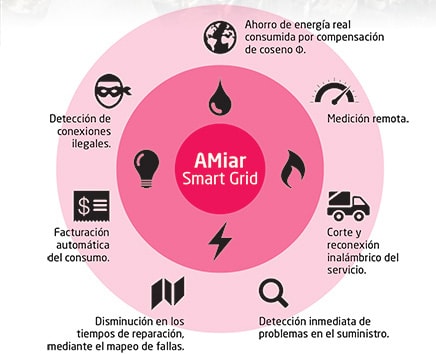 Ahorro de energía real
consumida por compensación
de coseno Φ.
Detección de
conexiones
ilegales.
Medición remota.
AMiar
Smart Grid
$
Facturación
automática
del consumo.
Corte y
reconexión
inalámbrico del
servicio.
Disminución en los
tiempos de reparación,
mediante el mapeo de fallas.
Detección inmediata de
problemas en el suministro.